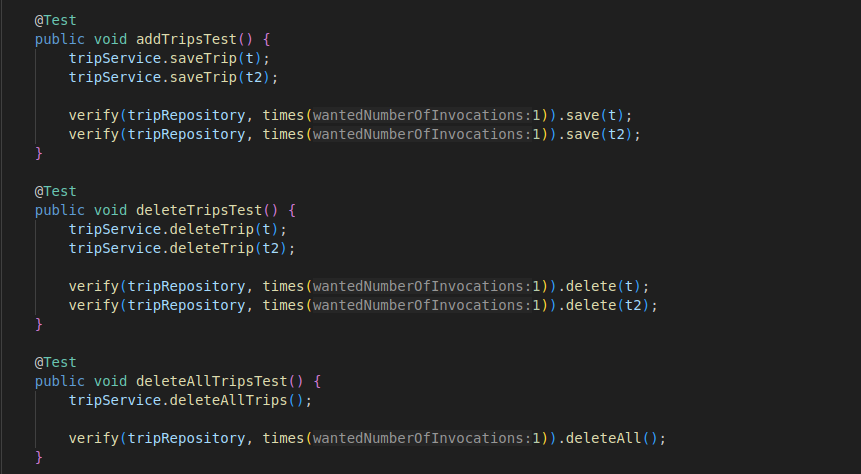 @Test
public void addTripsTest() {
tripService.saveTrip(t);
tripService.saveTrip(t2);
verify(tripRepository, times(wantedNumberOfInvocations:1)).save(t);
verify(tripRepository, times(wantedNumberOfInvocations:1)).save(t2);
}
@Test
public void deleteTripsTest() {
tripService.deleteTrip(t);
tripService.deleteTrip(t2);
verify(tripRepository, times(wantedNumberOfInvocations:1)).delete(t);
verify(tripRepository, times(wantedNumberOfInvocations:1)).delete(t2);
}
@Test
public void deleteAllTripsTest() {
tripService.deleteAllTrips();
verify(tripRepository, times(wantedNumberOfInvocations:1)).deleteAll();
}